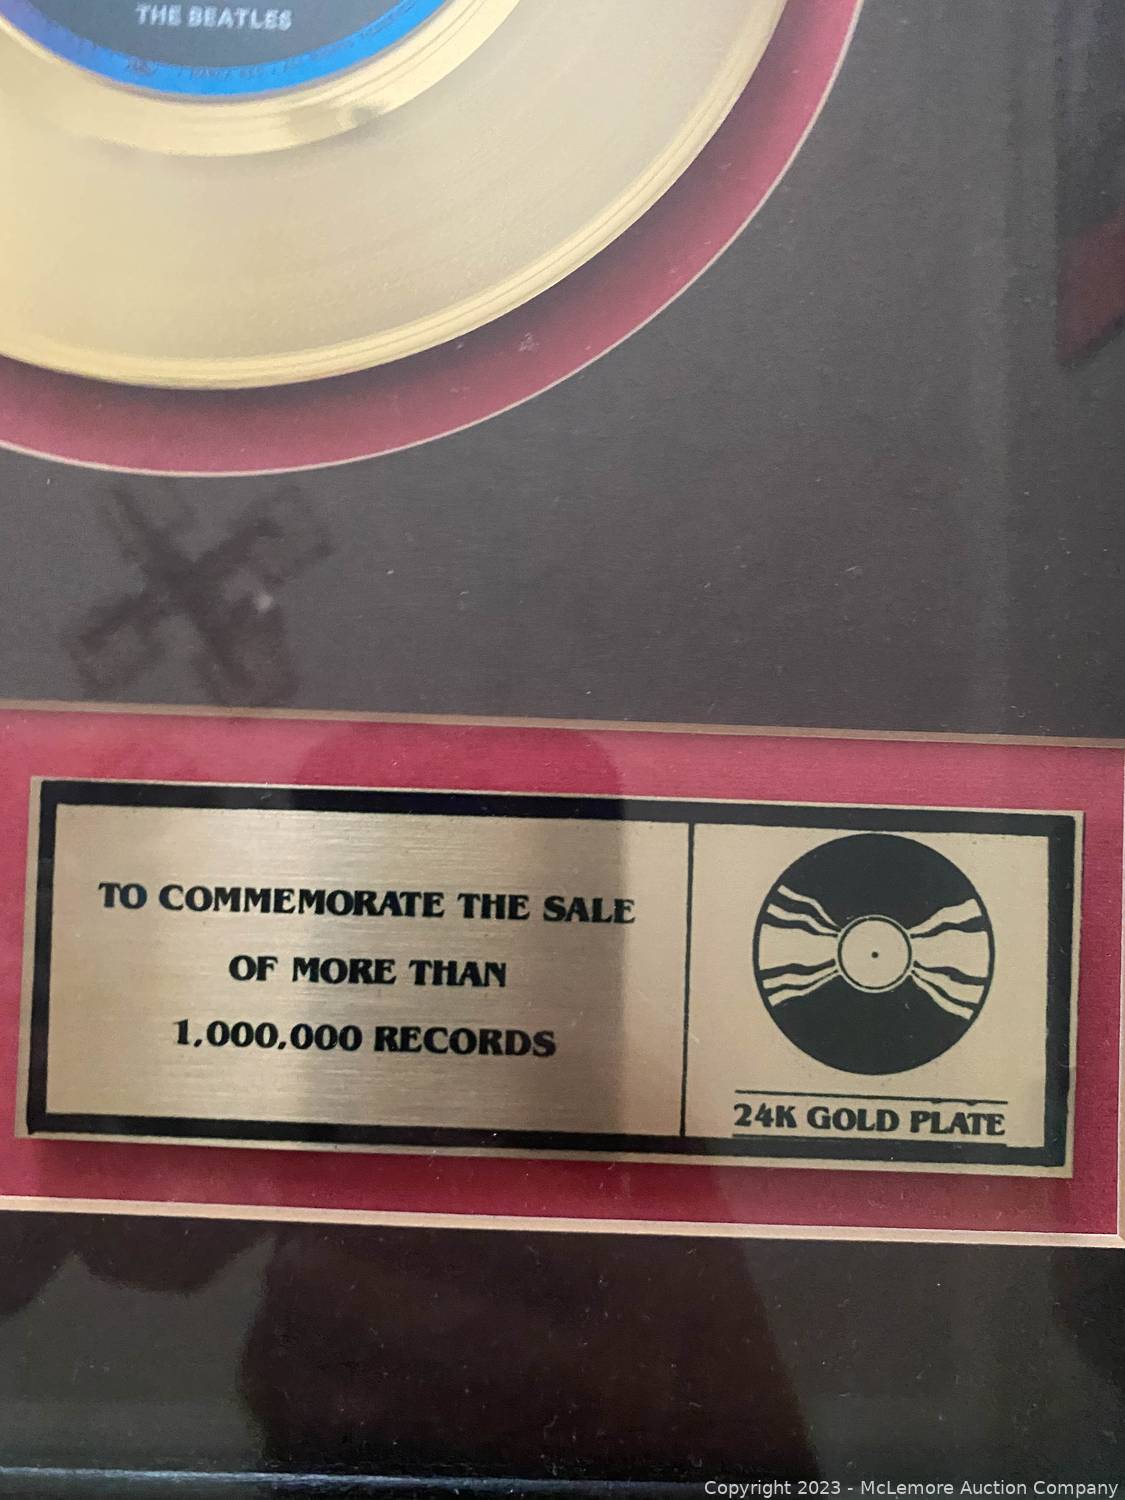 THE BEATLES
TO COMMEMORATE THE SALE
OF MORE THAN
1,000,000 RECORDS
24K GOLD PLATE
Copyright 2023 - McLemore Auction Company